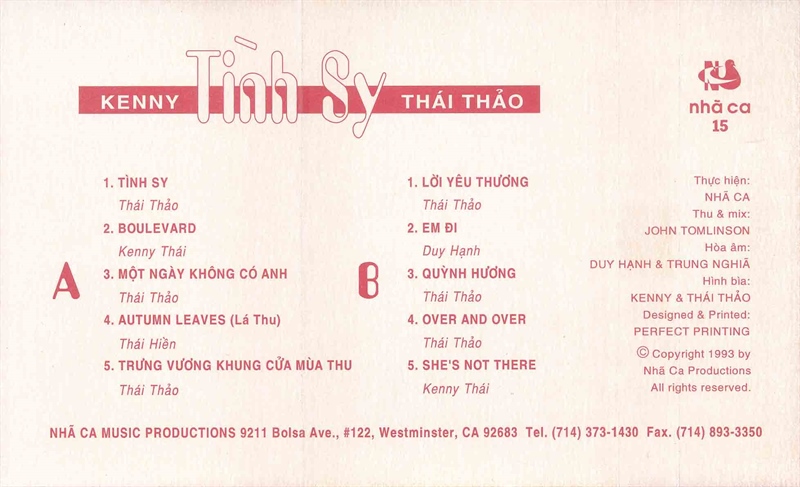 Tình Sy
KENNY
THÁI THẢO
NS
nhã ca
15
A
1. TÌNH SY
Thái Thảo
2. BOULEVARD
Kenny Thái
3. MỘT NGÀY KHÔNG CÓ ANH
Thái Thảo
4. AUTUMN LEAVES (Lá Thu)
Thái Hiền
5. TRƯNG VƯƠNG KHUNG CỬA MÙA THU
Thái Thảo
B
1. LỜI YÊU THƯƠNG
Thái Thảo
2. EM ĐI
Duy Hạnh
3. QUỲNH HƯƠNG
Thái Thảo
4. OVER AND OVER
Thái Thảo
5. SHE'S NOT THERE
Kenny Thái
Thực hiện:
NHÃ CA
Thu & mix:
JOHN TOMLINSON
Hòa âm:
DUY HẠNH & TRUNG NGHIÃ
Hình bìa:
KENNY & THÁI THẢO
Designed & Printed:
PERFECT PRINTING
© Copyright 1993 by
Nhã Ca Productions
All rights reserved.
NHÃ CA MUSIC PRODUCTIONS 9211 Bolsa Ave., #122, Westminster, CA 92683 Tel. (714) 373-1430 Fax. (714) 893-3350